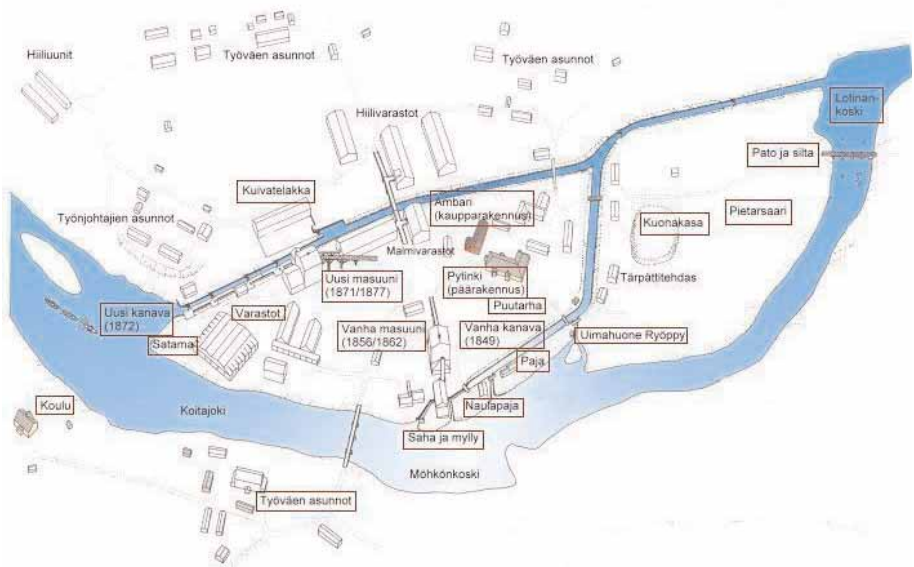 Hiiliuunit
Työväen asunnot
Työväen asunnot
Lotinan-
koski
Hiilivarastot
Pato ja silta
Kuivatelakka
Amban
(kaupparakennus)
Kuonakasa
Pietarsaari
Työnjohtajien asunnot
Malmivarastot
Uusi masuuni
(1871/1877)
Pytinki
(päärakennus)
Tärpättitehdas
Puutarha
Uusi kanava
(1872)
Varastot
Satama
Vanha masuuni
(1856/1862)
Vanha kanava
(1849)
Uimahuone Ryöppy
Paja
Koulu
Koitajoki
Naulapaja
Saha ja mylly
Möhkönkoski
Työväen asunnot